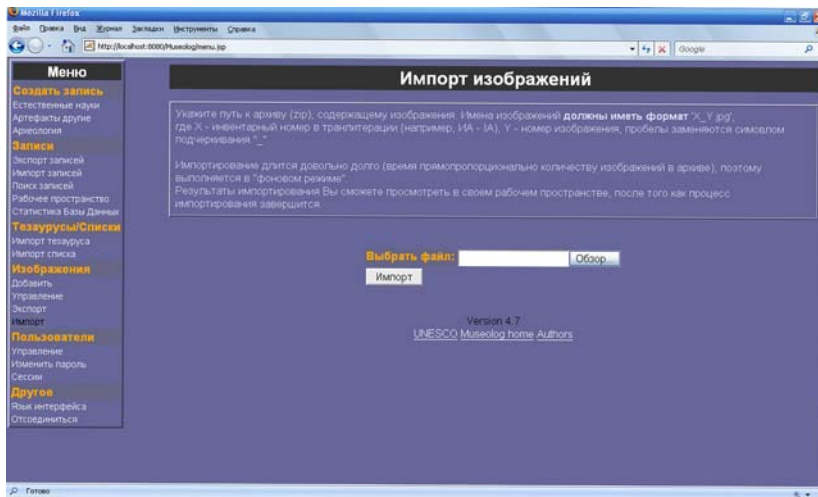 Mozilla Firefox
Файл Правка Вид Журнал Закладки Инструменты Справка
http://localhost:8080/Museolog/menu.jsp
Google
Меню
Создать запись
Естественные науки
Артефакты другие
Археология
Записи
Экспорт записей
Импорт записей
Поиск записей
Рабочее пространство
Статистика Базы Данных
Тезаурусы/Списки
Импорт тезауруса
Импорт списка
Изображения
Добавить
Управление
Экспорт
Импорт
Пользователи
Управление
Изменить пароль
Сессии
Другое
Язык интерфейса
Отсоединиться
Импорт изображений
Укажите путь к архиву (zip), содержащему изображения. Имена изображений должны иметь формат 'X_Y.jpg',
где X - инвентарный номер в транлитерации (например, ИА - IA), Y - номер изображения, пробелы заменяются симовлом
подчеркивания "_"
Импортирование длится довольно долго (время прямопропорционально количеству изображений в архиве), поэтому
выполняется в "фоновом режиме".
Результаты импортирования Вы сможете просмотреть в своем рабочем пространстве, после того как процесс
импортирования завершится.
Выбрать файл: Обзор...
Импорт
Version 4.7
UNESCO Museolog home Authors
Готово